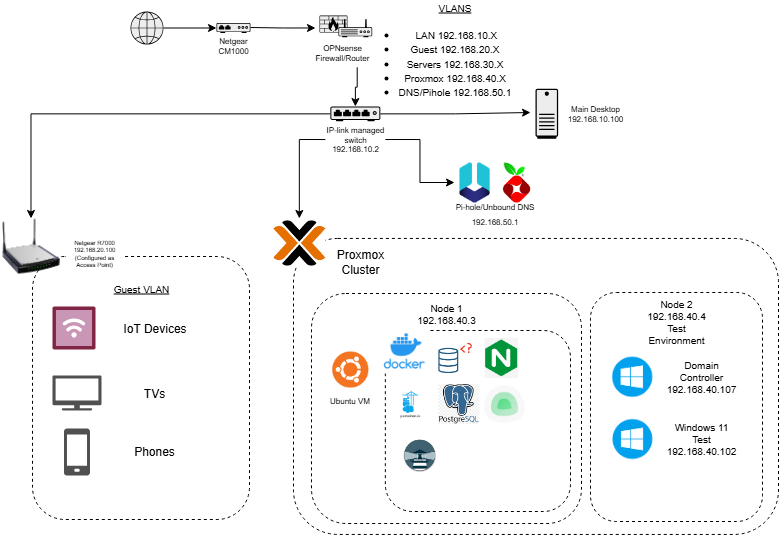 VLANS
LAN 192.168.10.X
Guest 192.168.20.X
Servers 192.168.30.X
Proxmox 192.168.40.X
DNS/Pihole 192.168.50.1
Netgear
CM1000
OPNsense
Firewall/Router
IP-link managed
switch
192.168.10.2
Main Desktop
192.168.10.100
Pi-hole/Unbound DNS
192.168.50.1
Netgear R7000
192.168.20.100
(Configured as
Access Point)
Guest VLAN
IoT Devices
TVs
Phones
Proxmox
Cluster
Node 1
192.168.40.3
Ubuntu VM
docker
<?
N
PostgreSQL
Node 2
192.168.40.4
Test
Environment
Domain
Controller
192.168.40.107
Windows 11
Test
192.168.40.102